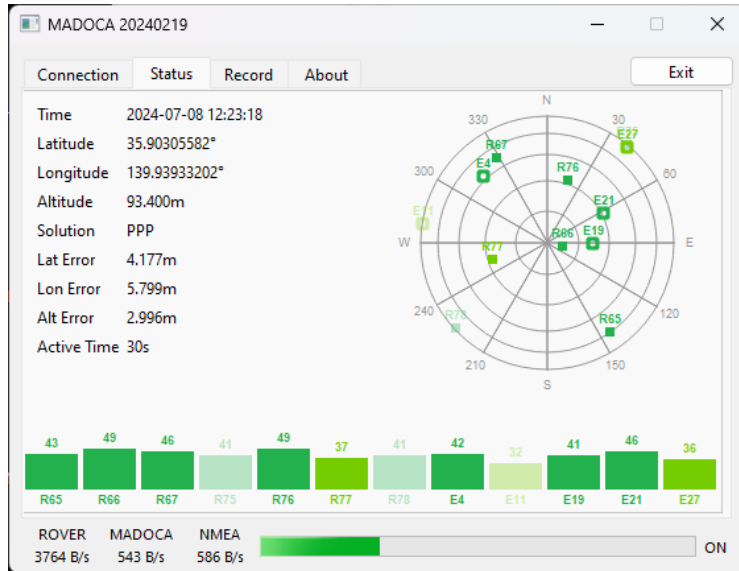 MADOCA 20240219
Connection Status Record About Exit
Time 2024-07-08 12:23:18
Latitude 35.90305582°
Longitude 139.93933202°
Altitude 93.400m
Solution PPP
Lat Error 4.177m
Lon Error 5.799m
Alt Error 2.996m
Active Time 30s
N
330 30
E27
R67
E4 R76
300 60
E21
E11
R66 E19
W R77 E
240 R78 R65 120
210 150
S
43 49 46 41 49 37 41 42 32 41 46 36
R65 R66 R67 R75 R76 R77 R78 E4 E11 E19 E21 E27
ROVER MADOCA NMEA
3764 B/s 543 B/s 586 B/s ON